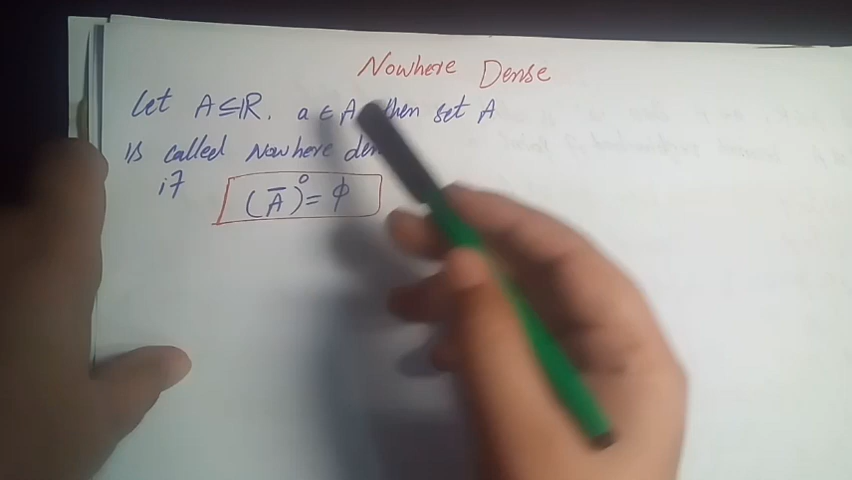 Nowhere Dense
Let A⊆ℝ, a ∈ A, then set A
is called Nowhere
if (A̅)° = ϕ